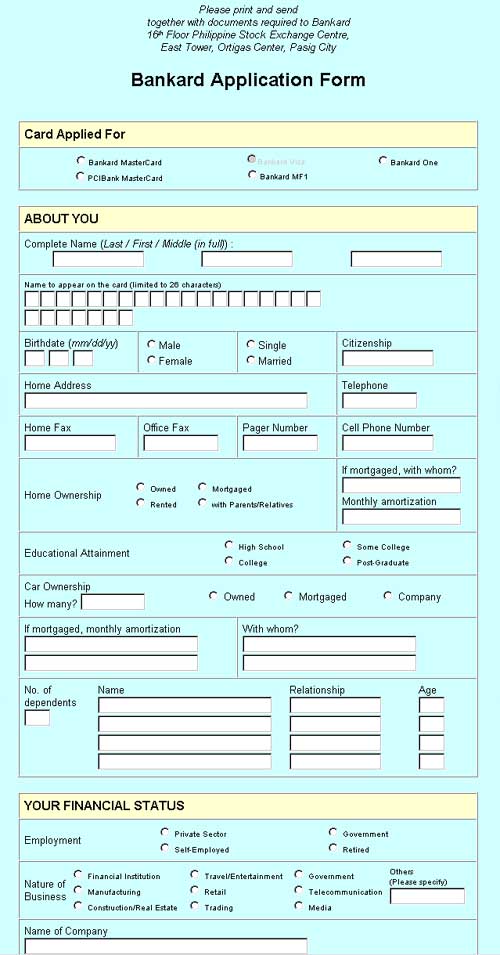 Please print and send
together with documents required to Bankard
16th Floor Philippine Stock Exchange Centre,
East Tower, Ortigas Center, Pasig City
Bankard Application Form
Card Applied For
Bankard MasterCard Bankard Visa Bankard One
PCIBank MasterCard Bankard MF1
ABOUT YOU
Complete Name (Last / First / Middle (in full)) :
Name to appear on the card (limited to 26 characters)
Birthdate (mm/dd/yy) Male Single Citizenship
Female Married
Home Address Telephone
Home Fax Office Fax Pager Number Cell Phone Number
If mortgaged, with whom?
Home Ownership Owned Mortgaged
Rented with Parents/Relatives
Monthly amortization
Educational Attainment High School Some College
College Post-Graduate
Car Ownership
How many? Owned Mortgaged Company
If mortgaged, monthly amortization With whom?
No. of dependents Name Relationship Age
YOUR FINANCIAL STATUS
Employment Private Sector Government
Self-Employed Retired
Nature of Business Financial Institution Travel/Entertainment Government Others (Please specify)
Manufacturing Retail Telecommunication
Construction/Real Estate Trading Media
Name of Company